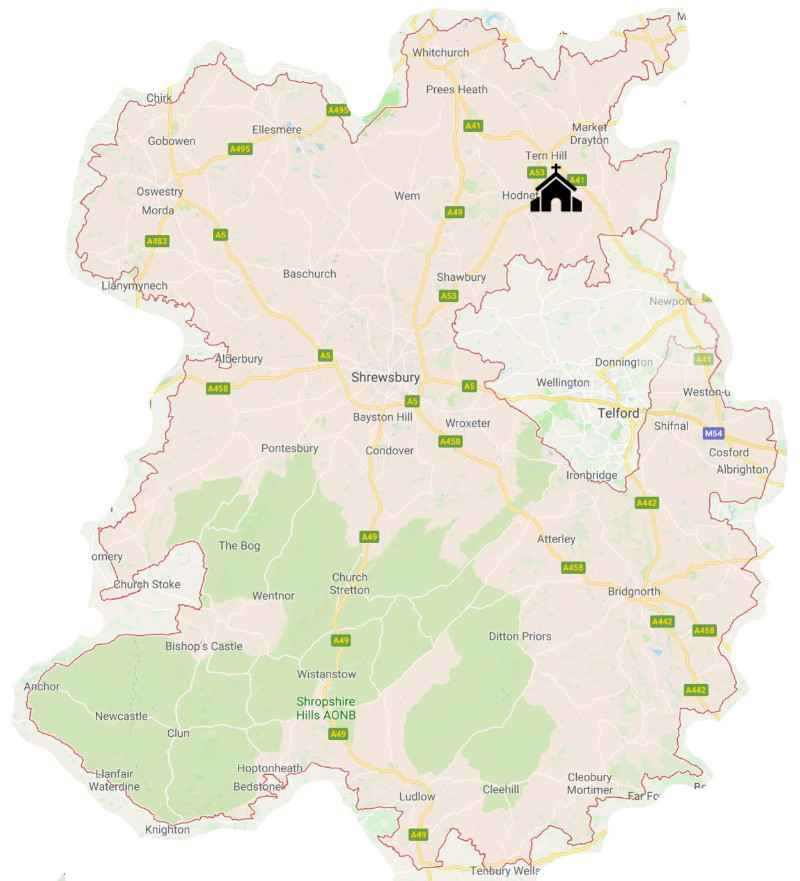 M
Whitchurch
Prees Heath
Chirk
A495
A41
Ellesmere
Market
Drayton
Gobowen
A495
Tern Hill
A53
A41
Oswestry
Wem
Hodnet
Morda
A49
A5
A483
Baschurch
Shawbury
Llanymynech
A53
Newport
Alberbury
A5
A41
Donnington
Shrewsbury
Wellington
A458
A5
Weston-u
A5
Telford
Bayston Hill
Wroxeter
Shifnal
M54
A458
Pontesbury
Condover
Cosford
Albrighton
Ironbridge
A442
A49
Atterley
The Bog
omery
A458
Church
Stretton
Church Stoke
Wentnor
Bridgnorth
A442
A458
Ditton Priors
A49
Bishop's Castle
Wistanstow
Anchor
A442
Shropshire
Hills AONB
Newcastle
Clun
A49
Hoptonheath
Llanfair
Waterdine
Cleobury
Mortimer
Bedstone
Cleehill
Ludlow
Far Fo
Be
Knighton
A49
Tenbury Wells